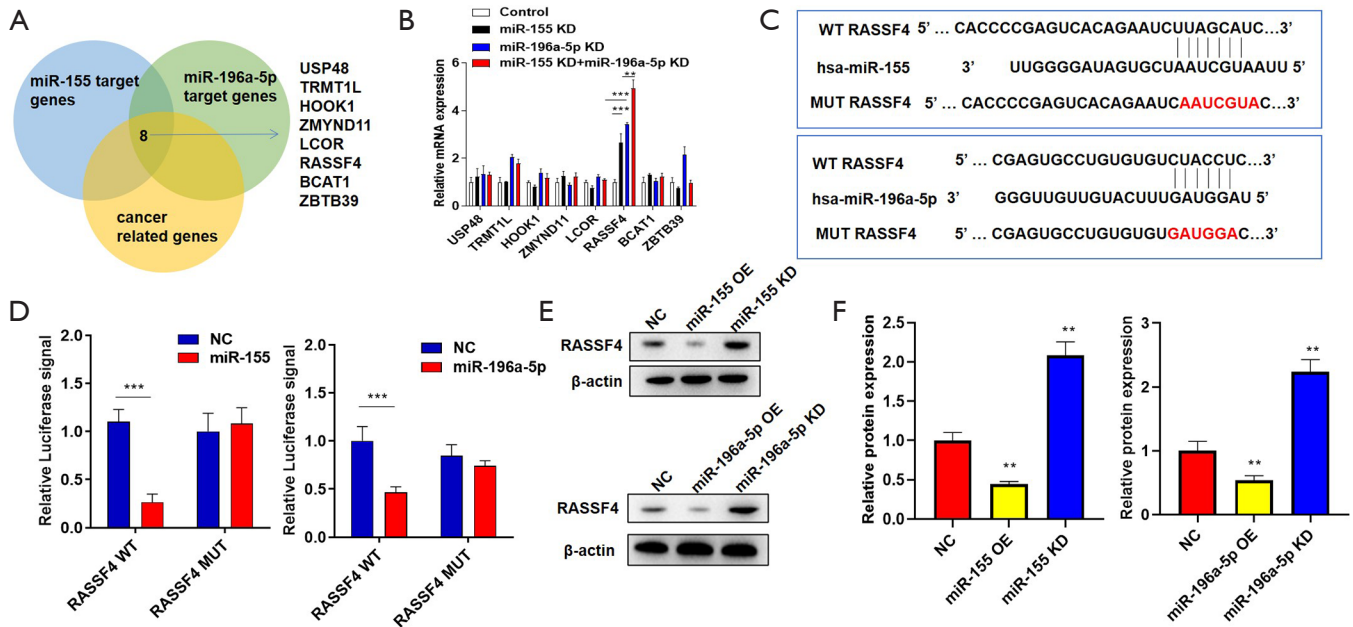 A
miR-155 target
genes
miR-196a-5p
target genes
8
cancer
related genes
USP48
TRMT1L
HOOK1
ZMYND11
LCOR
RASSF4
BCAT1
ZBTB39
B
Control
miR-155 KD
miR-196a-5p KD
miR-155 KD+miR-196a-5p KD
Relative mRNA expression
6
4
2
0
**
***
***
USP48
TRMT1L
HOOK1
ZMYND11
LCOR
RASSF4
BCAT1
ZBTB39
C
WT RASSF4 5’ ... CACCCCGAGUCACAGAAUCUUAGCAUC...3’
hsa-miR-155 3’ UUGGGGAUAGUGCUAAUCGUAAUU 5’
MUT RASSF4 5’ ... CACCCCGAGUCACAGAAUCAAUCGUAC...3’
WT RASSF4 5’ ... CGAGUGCCUGUGUGUCUACCUC...3’
hsa-miR-196a-5p 3’ GGGUUGUUGUACUUUGAUGGAU 5’
MUT RASSF4 5’ ... CGAGUGCCUGUGUGUGAUGGAC...3’
D
Relative Luciferase signal
2.0
1.5
1.0
0.5
0.0
NC
miR-155
***
RASSF4 WT
RASSF4 MUT
Relative Luciferase signal
2.0
1.5
1.0
0.5
0.0
NC
miR-196a-5p
***
RASSF4 WT
RASSF4 MUT
E
NC
miR-155 OE
miR-155 KD
RASSF4
β-actin
NC
miR-196a-5p OE
miR-196a-5p KD
RASSF4
β-actin
F
Relative protein expression
2.5
2.0
1.5
1.0
0.5
0.0
**
**
NC
miR-155 OE
miR-155 KD
Relative protein expression
3
2
1
0
**
**
NC
miR-196a-5p OE
miR-196a-5p KD